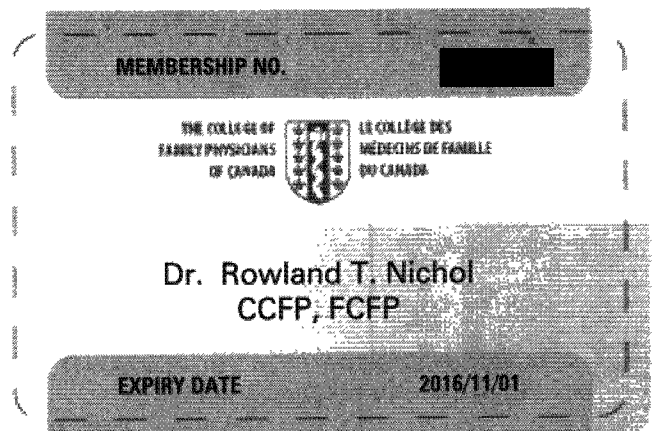 MEMBERSHIP NO.
THE COLLEGE OF
FAMILY PHYSICIANS
OF CANADA
LE COLLÈGE DES
MÉDECINS DE FAMILLE
DU CANADA
Dr. Rowland T. Nichol
CCFP, FCFP
EXPIRY DATE 2016/11/01